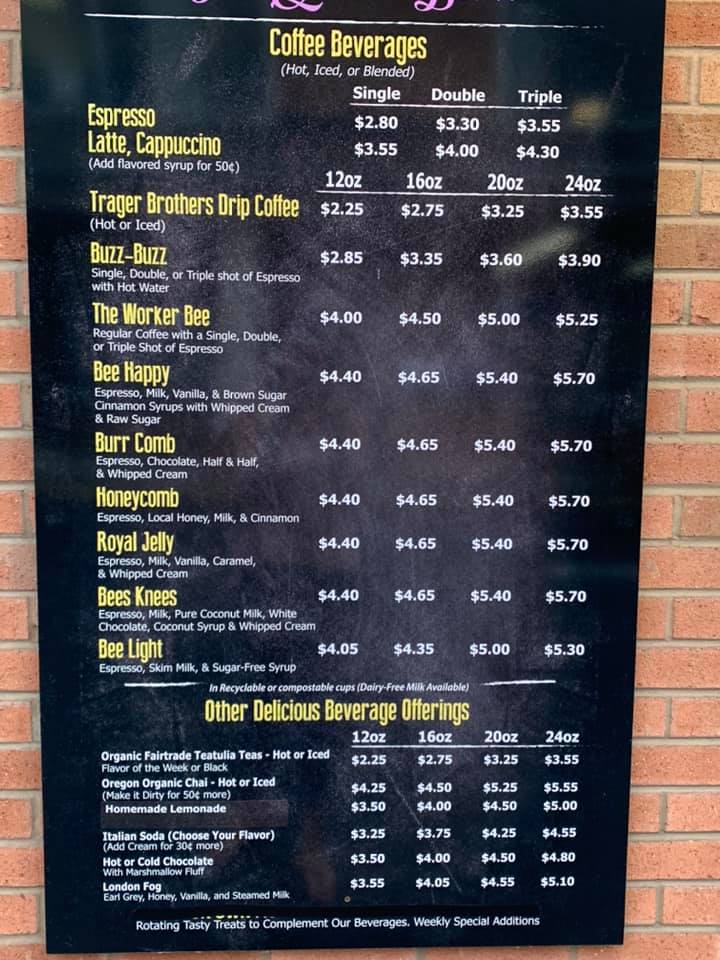 Coffee Beverages
(Hot, Iced, or Blended)
Single Double Triple
Espresso $2.80 $3.30 $3.55
Latte, Cappuccino $3.55 $4.00 $4.30
(Add flavored syrup for 50¢)
12oz 16oz 20oz 24oz
Trager Brothers Drip Coffee $2.25 $2.75 $3.25 $3.55
(Hot or Iced)
Buzz-Buzz $2.85 $3.35 $3.60 $3.90
Single, Double, or Triple shot of Espresso
with Hot Water
The Worker Bee $4.00 $4.50 $5.00 $5.25
Regular Coffee with a Single, Double,
or Triple Shot of Espresso
Bee Happy $4.40 $4.65 $5.40 $5.70
Espresso, Milk, Vanilla, & Brown Sugar
Cinnamon Syrups with Whipped Cream
& Raw Sugar
Burr Comb $4.40 $4.65 $5.40 $5.70
Espresso, Chocolate, Half & Half,
& Whipped Cream
Honeycomb $4.40 $4.65 $5.40 $5.70
Espresso, Local Honey, Milk, & Cinnamon
Royal Jelly $4.40 $4.65 $5.40 $5.70
Espresso, Milk, Vanilla, Caramel,
& Whipped Cream
Bees Knees $4.40 $4.65 $5.40 $5.70
Espresso, Milk, Pure Coconut Milk, White
Chocolate, Coconut Syrup & Whipped Cream
Bee Light $4.05 $4.35 $5.00 $5.30
Espresso, Skim Milk, & Sugar-Free Syrup
In Recyclable or compostable cups (Dairy-Free Milk Available)
Other Delicious Beverage Offerings
12oz 16oz 20oz 24oz
Organic Fairtrade Teatulia Teas - Hot or Iced $2.25 $2.75 $3.25 $3.55
Flavor of the Week or Black
Oregon Organic Chai - Hot or Iced $4.25 $4.50 $5.25 $5.55
(Make it Dirty for 50¢ more)
Homemade Lemonade $3.50 $4.00 $4.50 $5.00
Italian Soda (Choose Your Flavor) $3.25 $3.75 $4.25 $4.55
(Add Cream for 30¢ more)
Hot or Cold Chocolate $3.50 $4.00 $4.50 $4.80
With Marshmallow Fluff
London Fog $3.55 $4.05 $4.55 $5.10
Earl Grey, Honey, Vanilla, and Steamed Milk
Rotating Tasty Treats to Complement Our Beverages. Weekly Special Additions